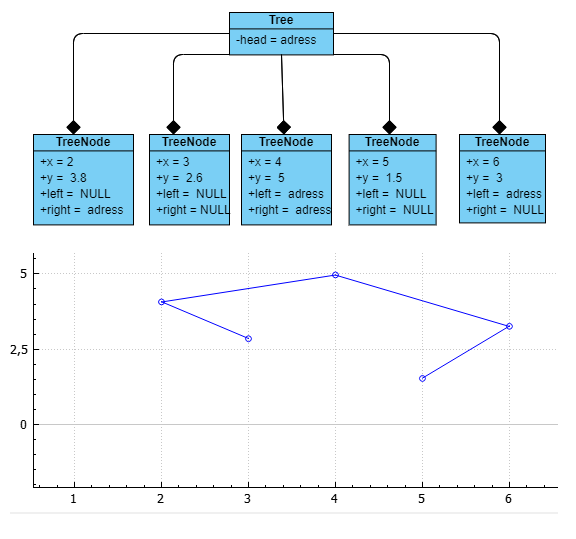 Tree
-head = adress
TreeNode
+x = 2
+y = 3.8
+left = NULL
+right = adress
TreeNode
+x = 3
+y = 2.6
+left = NULL
+right = NULL
TreeNode
+x = 4
+y = 5
+left = adress
+right = adress
TreeNode
+x = 5
+y = 1.5
+left = NULL
+right = NULL
TreeNode
+x = 6
+y = 3
+left = adress
+right = NULL
5
2,5
0
1 2 3 4 5 6